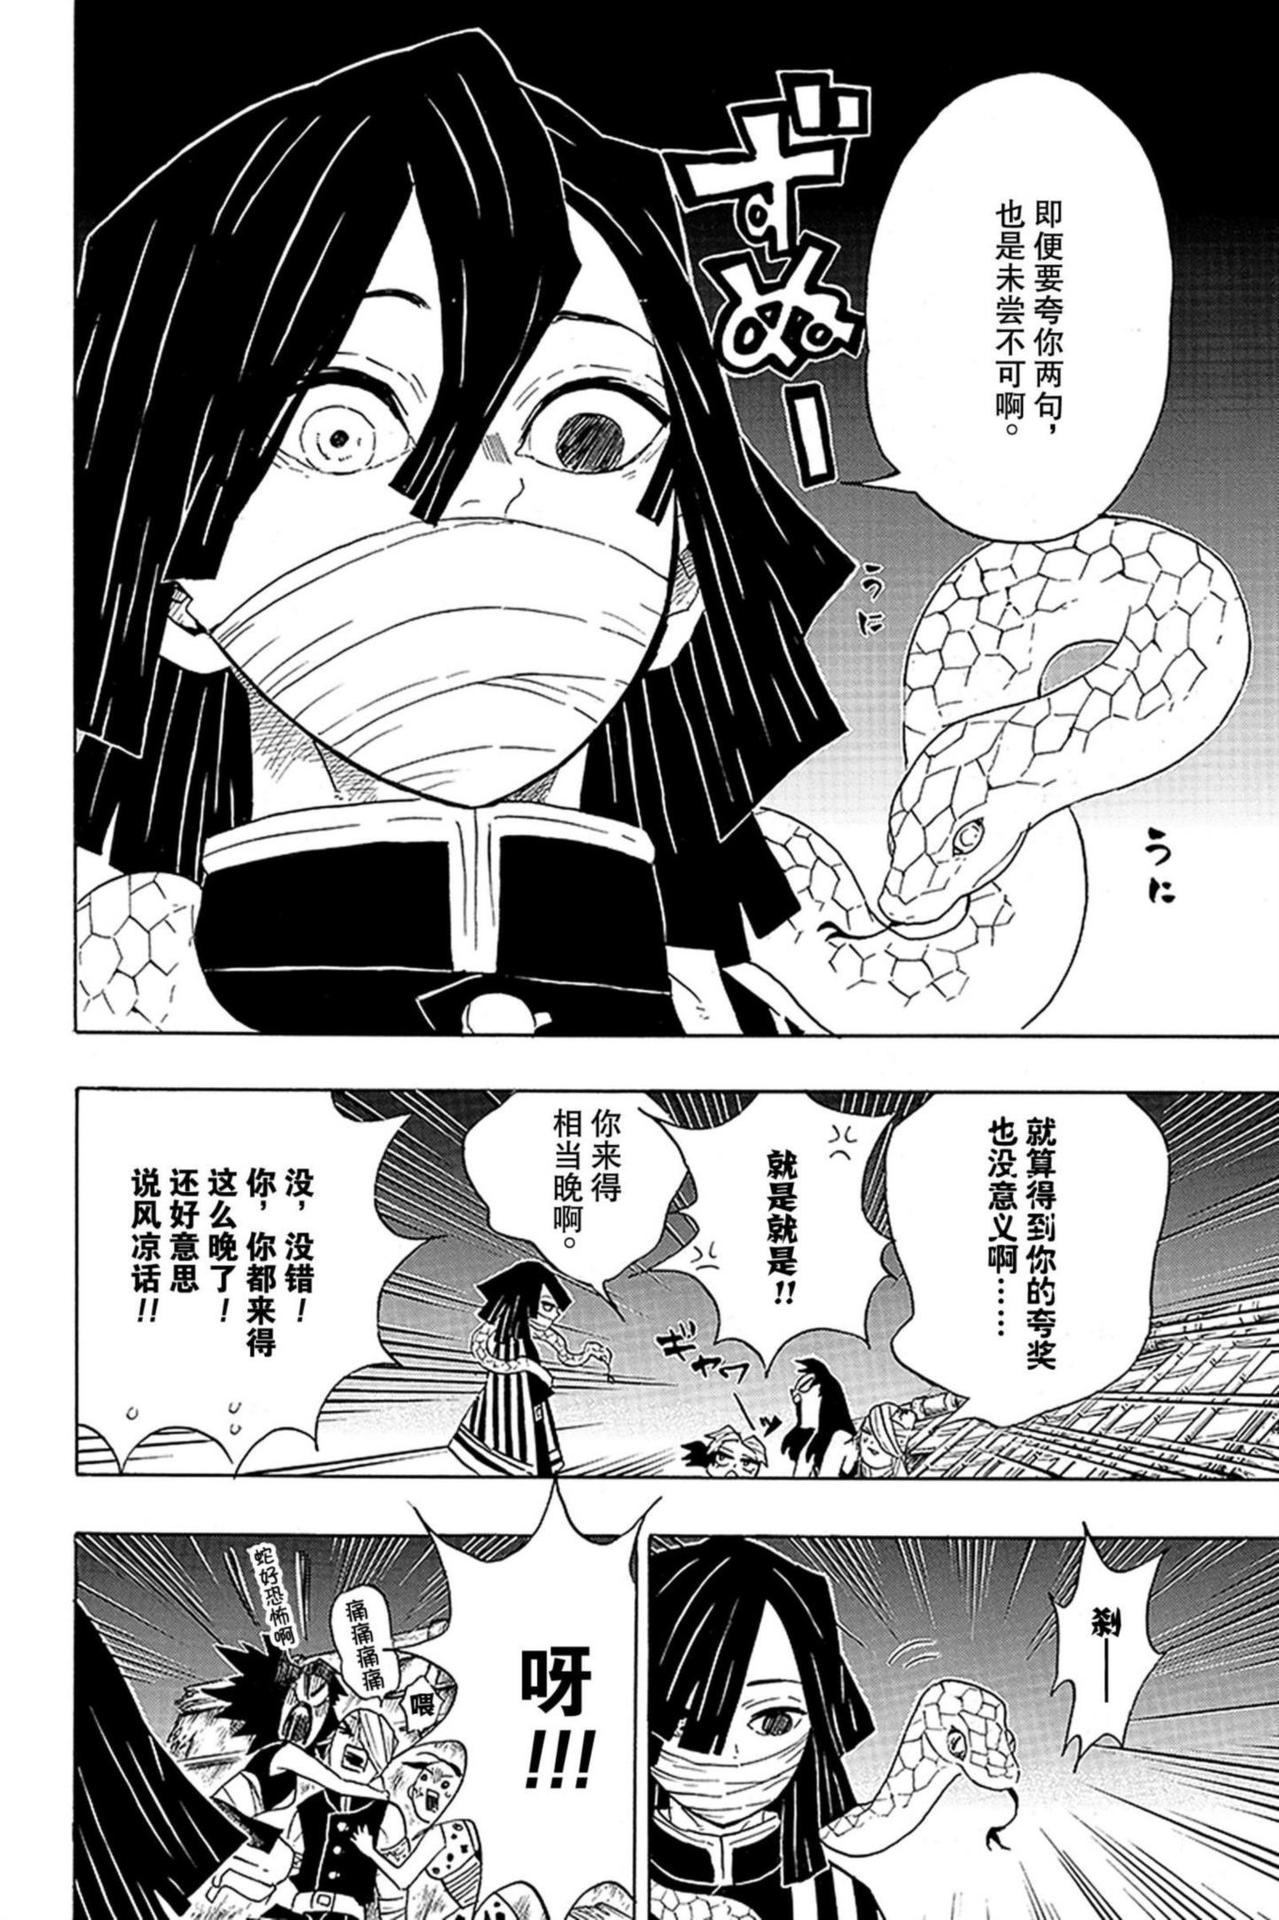 即便要夸你两句，
也是未尝不可啊。
ずぁー
うに
うに
就算得到你的夸奖
也没意义啊……
就是就是!!
ギャワーッ
你来得
相当晚啊。
没，没错！
你，你都来得
这么晚了！
还好意思
说风凉话!!
刹——
呀!!!
喂
痛痛痛痛
蛇好恐怖啊